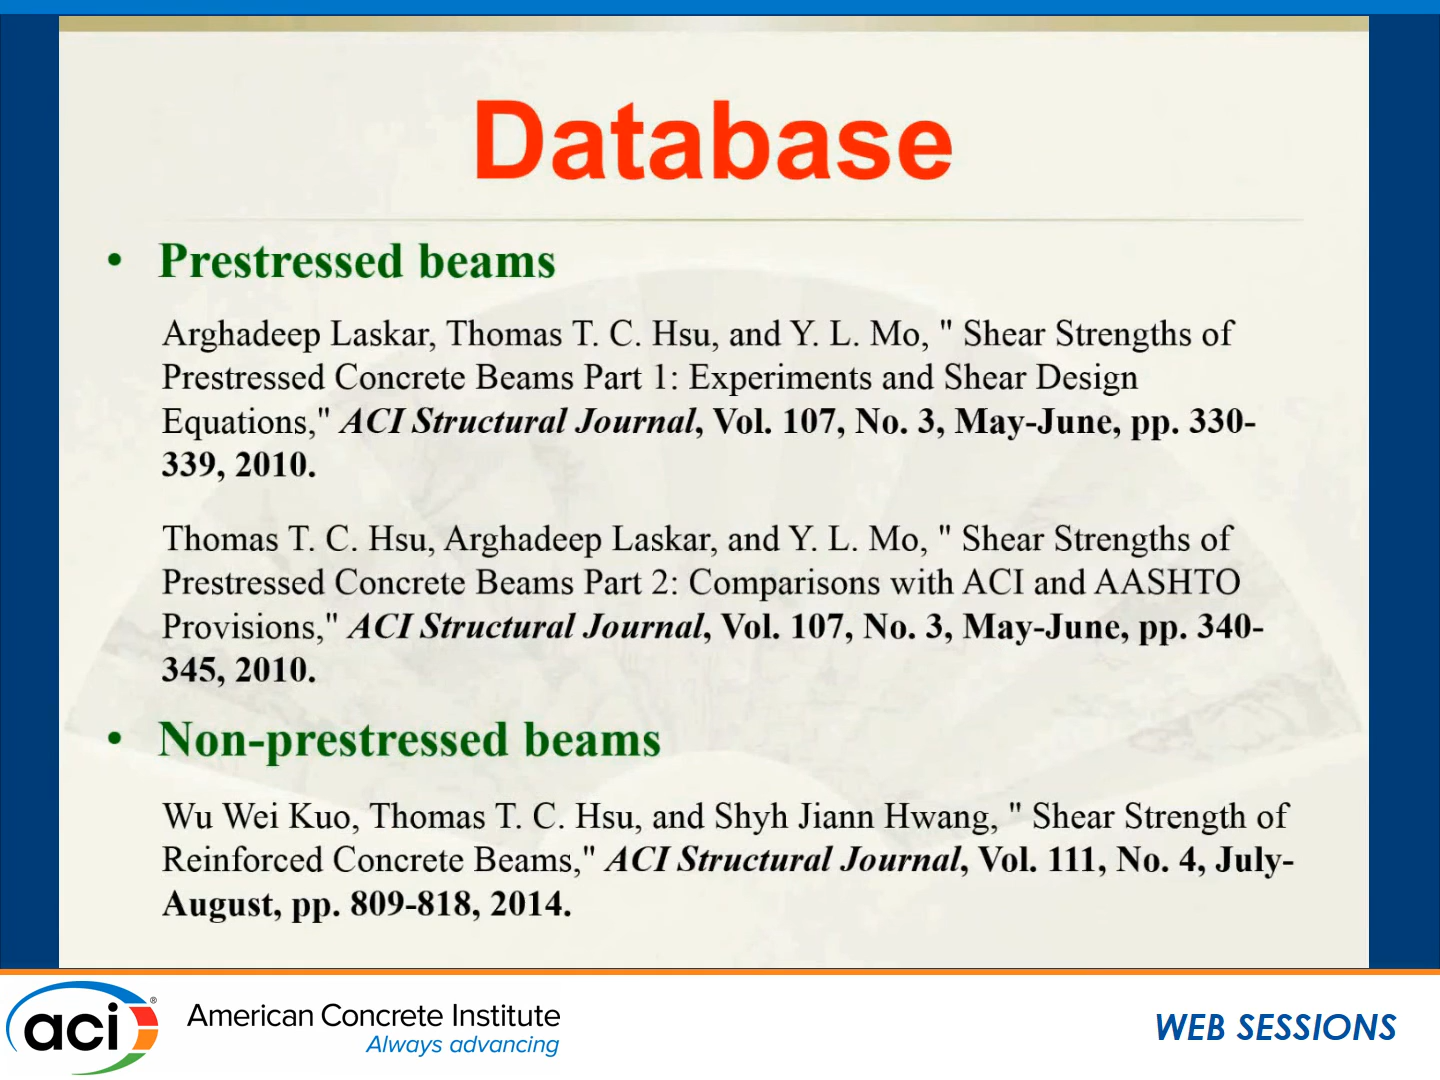 Database
• Prestressed beams
Arghadeep Laskar, Thomas T. C. Hsu, and Y. L. Mo, " Shear Strengths of
Prestressed Concrete Beams Part 1: Experiments and Shear Design
Equations," ACI Structural Journal, Vol. 107, No. 3, May-June, pp. 330-
339, 2010.
Thomas T. C. Hsu, Arghadeep Laskar, and Y. L. Mo, " Shear Strengths of
Prestressed Concrete Beams Part 2: Comparisons with ACI and AASHTO
Provisions," ACI Structural Journal, Vol. 107, No. 3, May-June, pp. 340-
345, 2010.
• Non-prestressed beams
Wu Wei Kuo, Thomas T. C. Hsu, and Shyh Jiann Hwang, " Shear Strength of
Reinforced Concrete Beams," ACI Structural Journal, Vol. 111, No. 4, July-
August, pp. 809-818, 2014.
aci®
American Concrete Institute
Always advancing
WEB SESSIONS